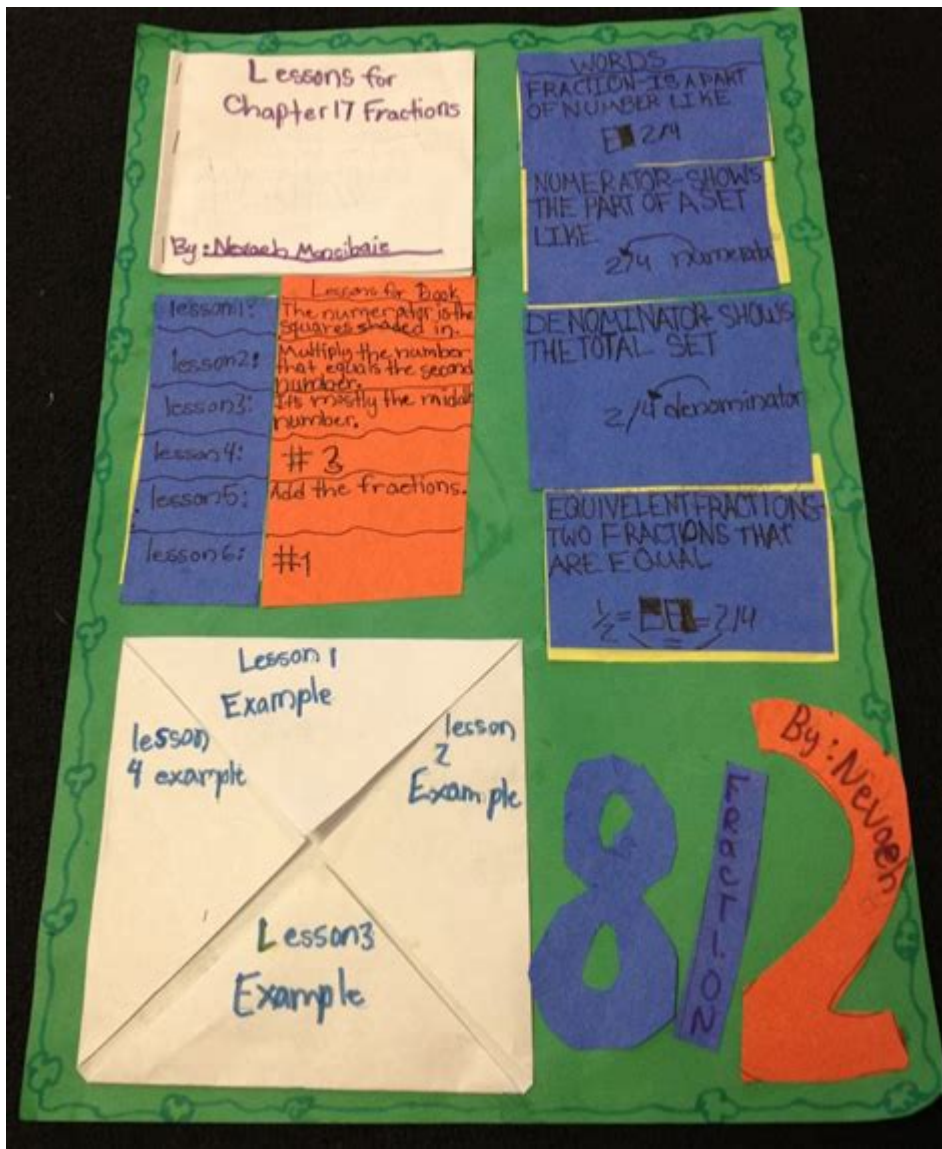 Lessons for
Chapter 17 Fractions
By: Nevaeh
WORDS
FRACTION-IS A PART
OF NUMBER LIKE
2/4
NUMERATOR-SHOWS
THE PART OF A SET
LIKE
2/4 numerator
DENOMINATOR-SHOWS
THE TOTAL SET
2/4 denominator
EQUIVELENT FRACTIONS-
TWO FRACTIONS THAT
ARE EQUAL
1/2 = = 2/4
=
Lessons for Book
lesson1: The numerator is the
squares shaded in.
lesson2: Multiply the number
that equals the second
number.
lesson3: Its mostly the middle
number.
lesson4: #3
lesson5: Add the fractions.
lesson6: #1
Lesson 1
Example
lesson
2
Example
Lesson3
Example
lesson
4 example
8/2
FRACTION
By: Nevaeh